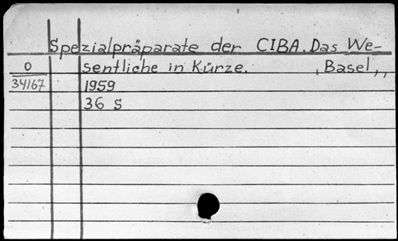 Spezialpräparate der CIBA. Das We-
0 sentliche in Kürze. , Basel,,
34167 1959
36 S